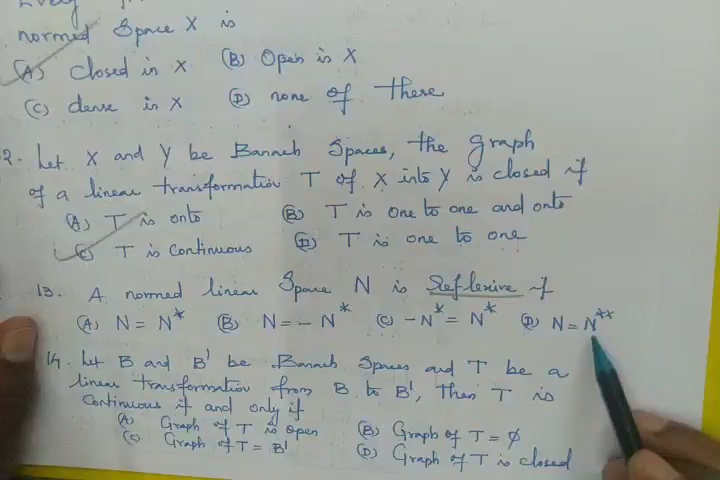 normed Space X is
(A) closed in X (B) Open is X
(C) dense in X (D) none of there
2. Let X and Y be Banach Spaces, the graph
of a linear transformation T of X into Y is closed if
(A) T is onto (B) T is one to one and onto
(C) T is Continuous (D) T is one to one
13. A normed linear Space N is Reflexive if
(A) N = N* (B) N = - N* (C) -N* = N* (D) N = N**
14. Let B and B' be Banach Spaces and T be a
linear transformation from B to B', Then T is
Continuous if and only if
(A) Graph of T is open (B) Graph of T = φ
(C) Graph of T = B' (D) Graph of T is closed